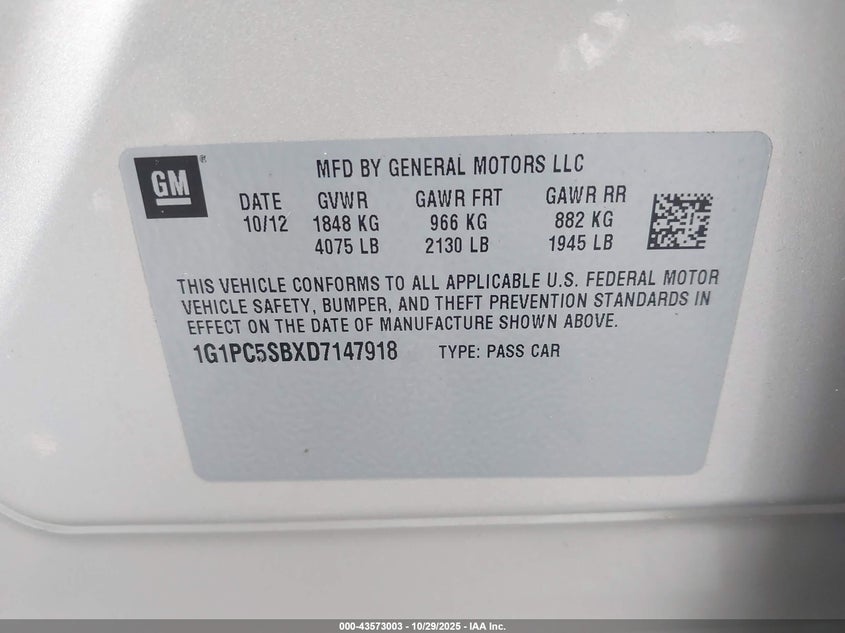 GM®
MFD BY GENERAL MOTORS LLC
DATE GVWR GAWR FRT GAWR RR
10/12 1848 KG 966 KG 882 KG
4075 LB 2130 LB 1945 LB
THIS VEHICLE CONFORMS TO ALL APPLICABLE U.S. FEDERAL MOTOR
VEHICLE SAFETY, BUMPER, AND THEFT PREVENTION STANDARDS IN
EFFECT ON THE DATE OF MANUFACTURE SHOWN ABOVE.
1G1PC5SBXD7147918 TYPE: PASS CAR
000-43573003 - 10/29/2025 - IAA Inc.